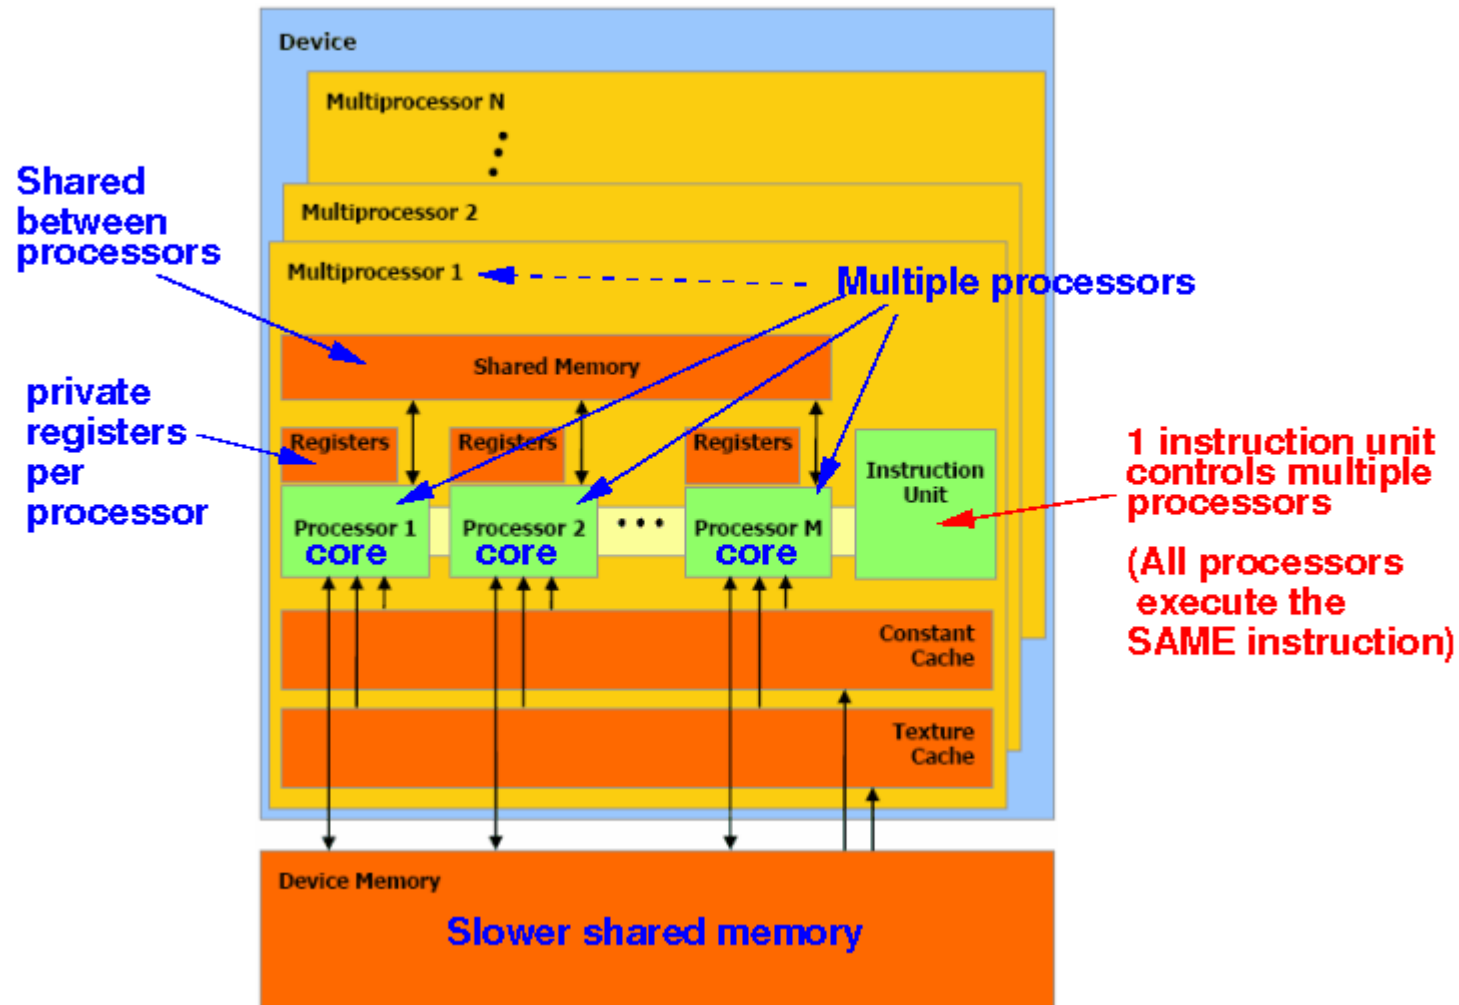 Device
Multiprocessor N
Shared
between
processors
Multiprocessor 2
Multiprocessor 1
Multiple processors
Shared Memory
private
registers
per
processor
Registers
Registers
Registers
Instruction
Unit
1 instruction unit
controls multiple
processors
(All processors
execute the
SAME instruction)
Processor 1
core
Processor 2
core
Processor M
core
Constant
Cache
Texture
Cache
Device Memory
Slower shared memory